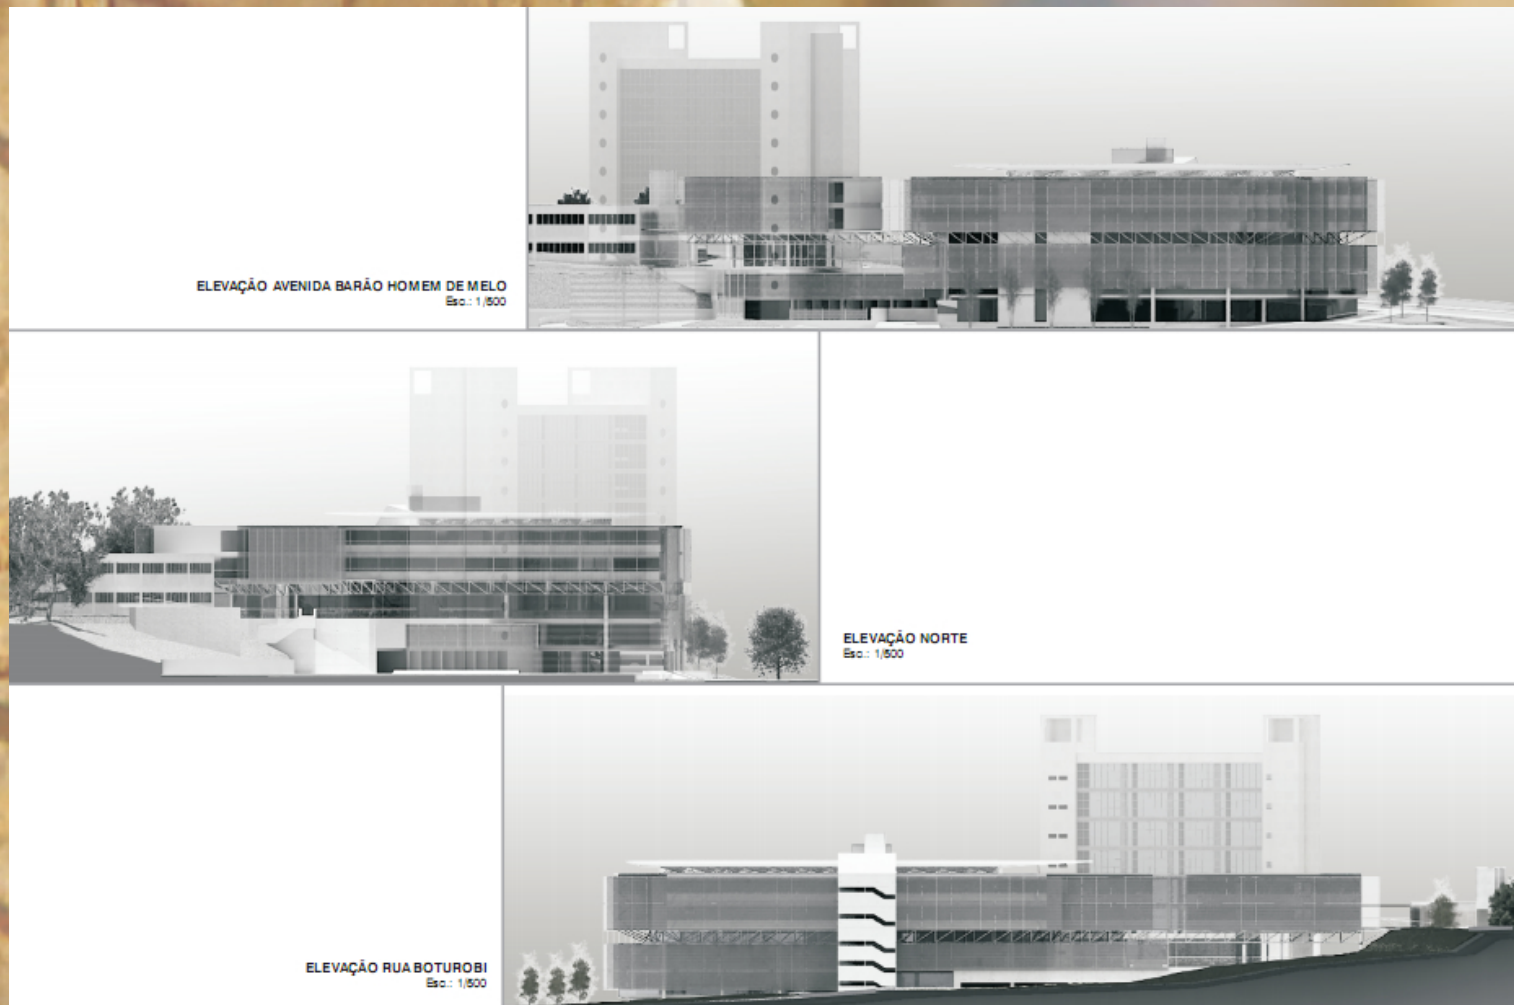 ELEVAÇÃO AVENIDA BARÃO HOMEM DE MELO
Esc.: 1/500
ELEVAÇÃO NORTE
Esc.: 1/500
ELEVAÇÃO RUA BOTUROBI
Esc.: 1/500